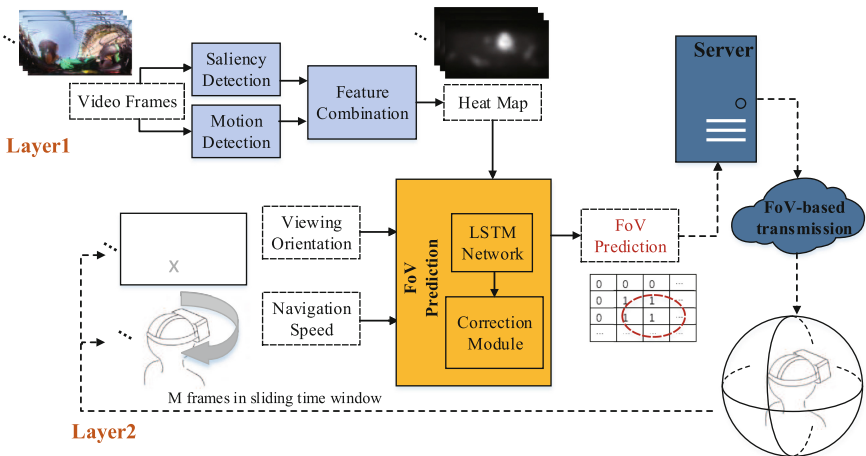 Video Frames
Saliency
Detection
Motion
Detection
Feature
Combination
Heat Map
Server
Layer1
X
Viewing
Orientation
Navigation
Speed
FoV
Prediction
LSTM
Network
Correction
Module
FoV
Prediction
FoV-based
transmission
0 0 0 ...
0 1 1 ...
0 1 1 ...
... ... ... ...
M frames in sliding time window
Layer2